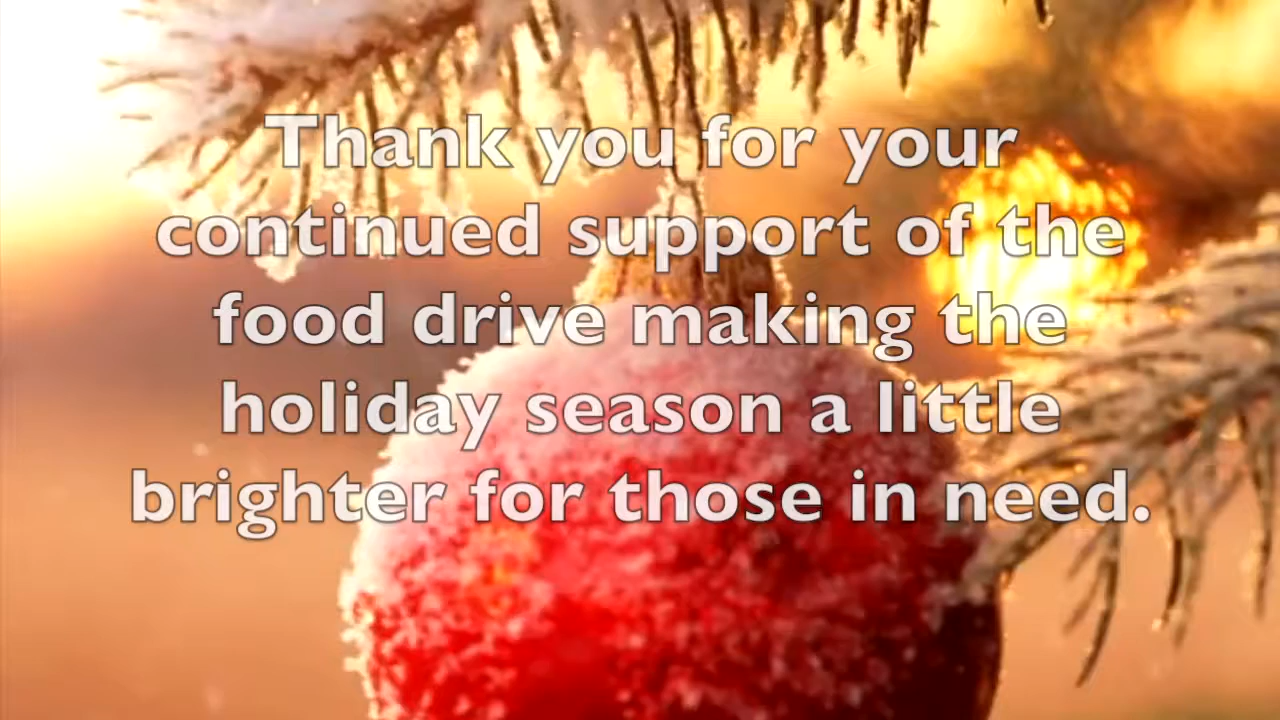 Thank you for your
continued support of the
food drive making the
holiday season a little
brighter for those in need.